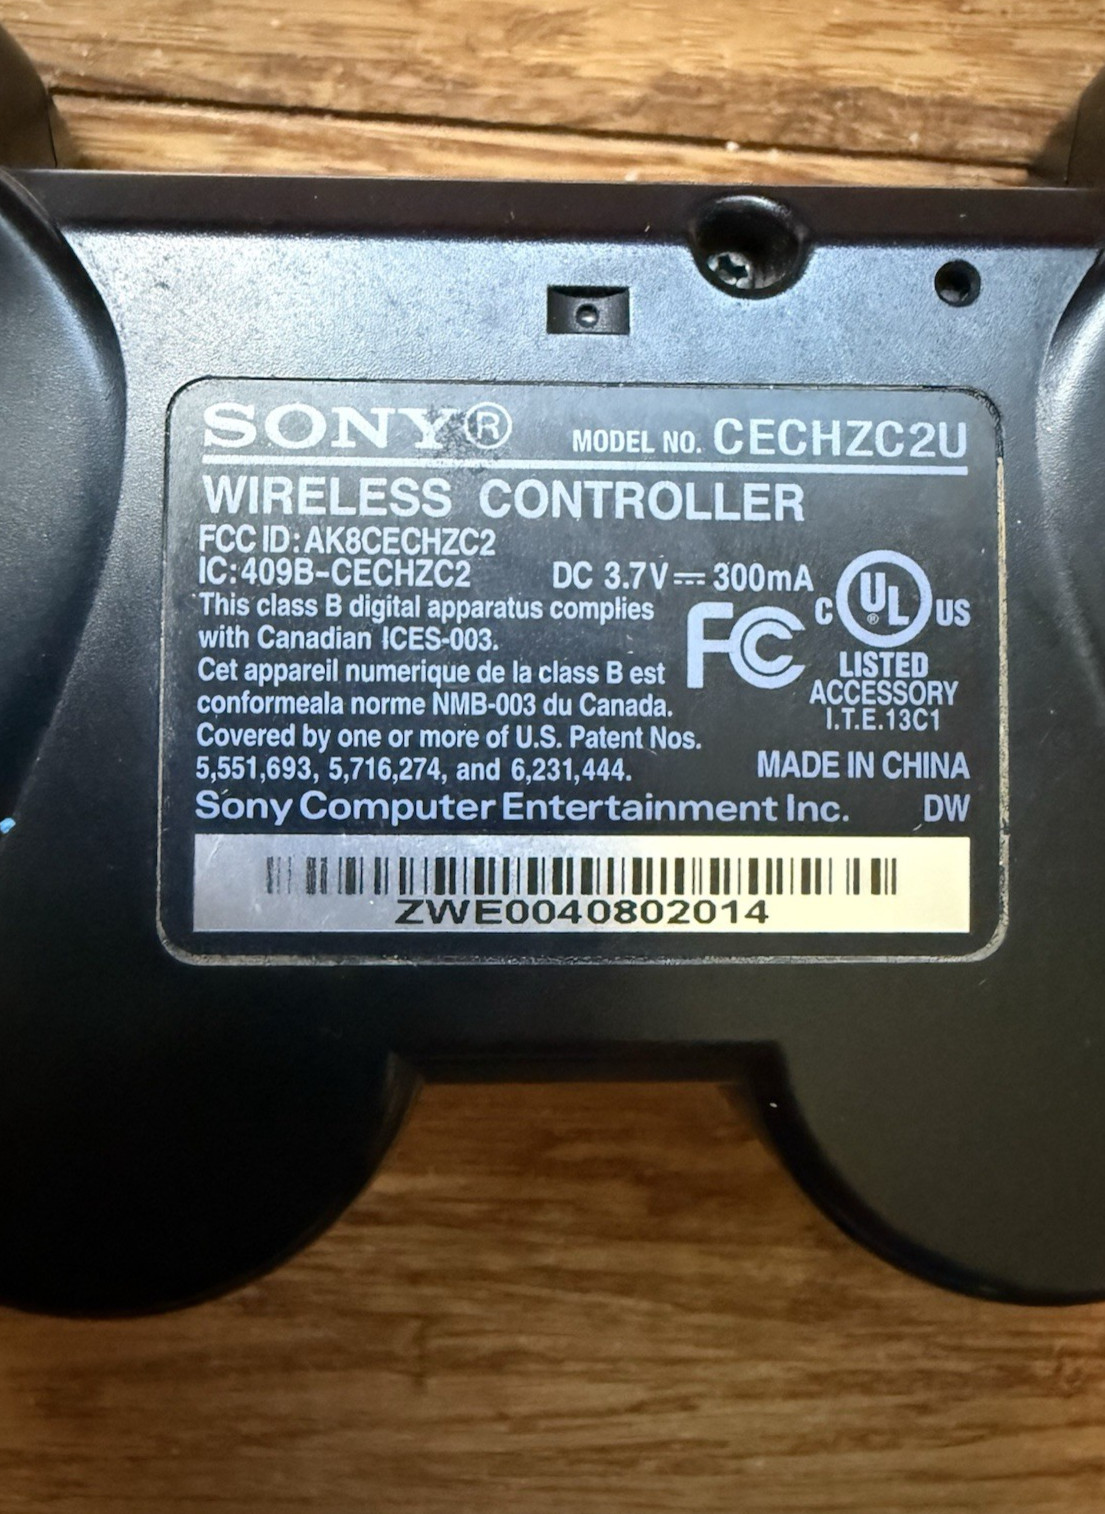 SONY®
MODEL NO. CECHZC2U
WIRELESS CONTROLLER
FCC ID: AK8CECHZC2
IC: 409B-CECHZC2
DC 3.7V⎓300mA
This class B digital apparatus complies
with Canadian ICES-003.
FC
C UL® US
LISTED
ACCESSORY
I.T.E.13C1
Cet appareil numerique de la class B est
conformeala norme NMB-003 du Canada.
Covered by one or more of U.S. Patent Nos.
5,551,693, 5,716,274, and 6,231,444.
MADE IN CHINA
Sony Computer Entertainment Inc.
DW
ZWE0040802014